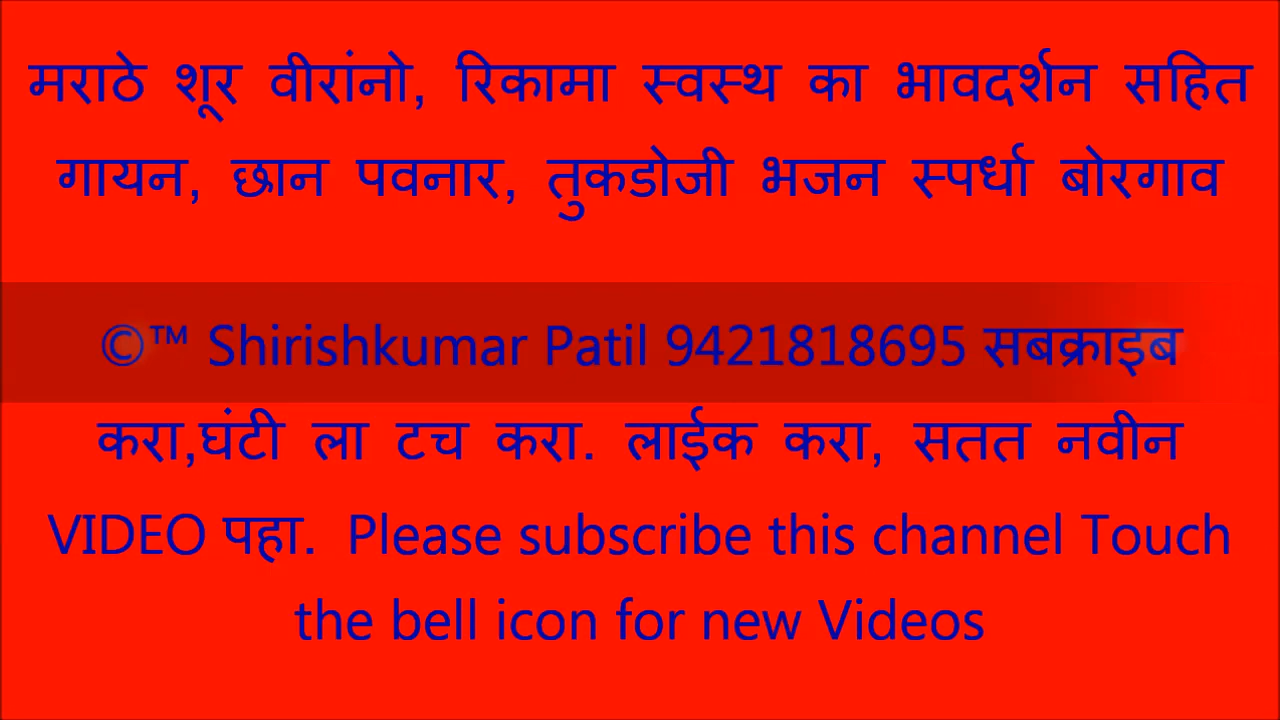 मराठे शूर वीरांनो, रिकामा स्वस्थ का भावदर्शन सहित
गायन, छान पवनार, तुकडोजी भजन स्पर्धा बोरगाव
©™ Shirishkumar Patil 9421818695 सबक्राइब
करा,घंटी ला टच करा. लाईक करा, सतत नवीन
VIDEO पहा. Please subscribe this channel Touch
the bell icon for new Videos